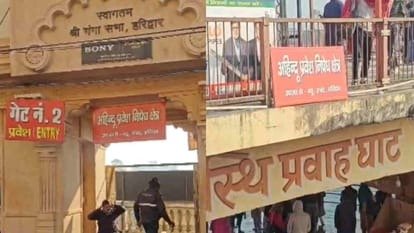 स्वागतम
श्री गंगा सभा, हरिद्वार
SONY
गेट नं. 2
प्रवेश ENTRY
अहिन्दू प्रवेश निषेध क्षेत्र
अहिन्दू प्रवेश निषेध क्षेत्र
स्थ प्रवाह घाट